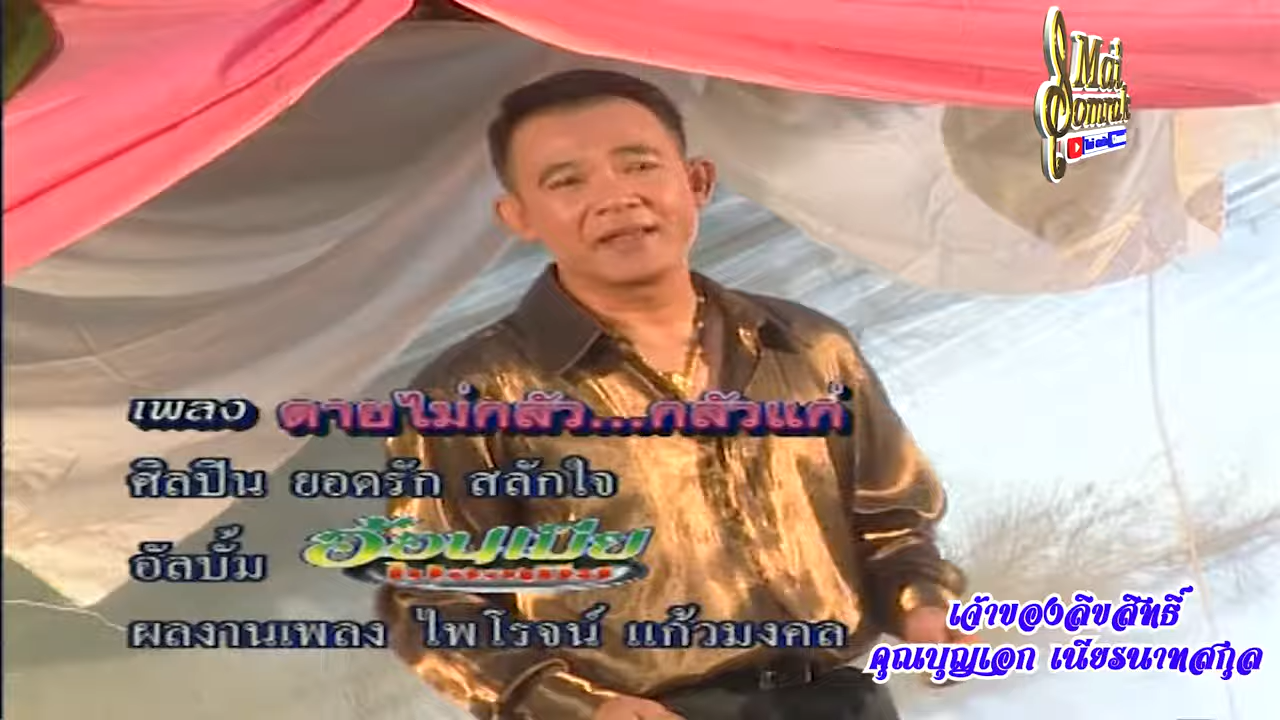 Mai
Somrak
เพลง ตายไม่กลัว...กลัวแก่
ศิลปิน ยอดรัก สลักใจ
อัลบั้ม อ้อนเมีย
ผลงานเพลง ไพโรจน์ แก้วมงคล
เจ้าของลิขสิทธิ์
คุณบุญเอก เนียรนาทสกุล